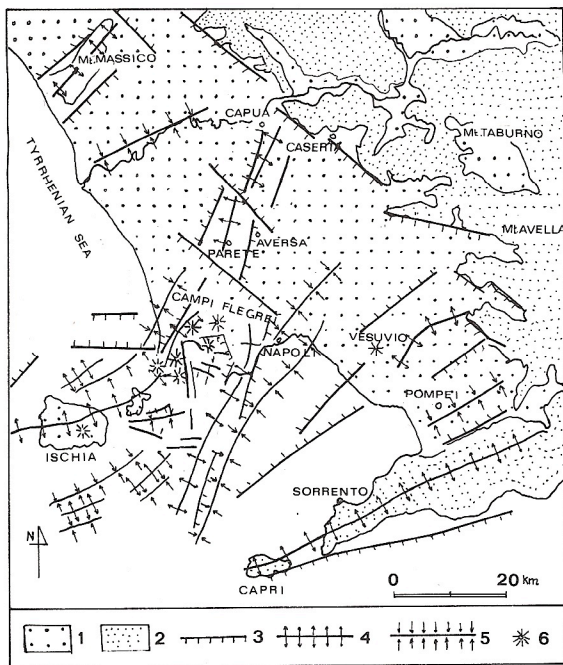 Mt.MASSICO
CAPUA
CASERTA
Mt.TABURNO
TYRRHENIAN SEA
Mt.AVELLA
AVERSA
PARETE
CAMPI FLEGREI
NAPOLI
VESUVIO
POMPEI
ISCHIA
SORRENTO
N
CAPRI
0 20 km
1 2 3 4 5 6